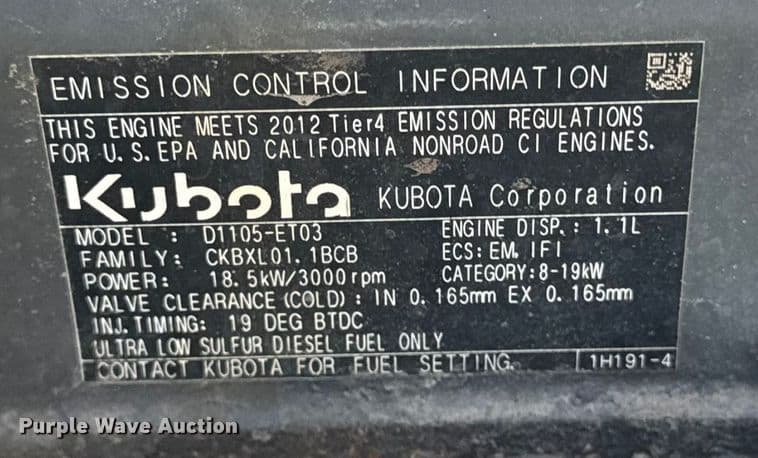 EMISSION CONTROL INFORMATION
THIS ENGINE MEETS 2012 Tier4 EMISSION REGULATIONS
FOR U.S.EPA AND CALIFORNIA NONROAD CI ENGINES.
Kubota KUBOTA Corporation
MODEL : D1105-ET03 ENGINE DISP.: 1.1L
FAMILY: CKBXL01.1BCB ECS: EM, IFI
POWER: 18.5kW/3000rpm CATEGORY: 8-19kW
VALVE CLEARANCE (COLD) : IN 0.165mm EX 0.165mm
INJ.TIMING: 19 DEG BTDC
ULTRA LOW SULFUR DIESEL FUEL ONLY
CONTACT KUBOTA FOR FUEL SETTING. 1H191-4
Purple Wave Auction